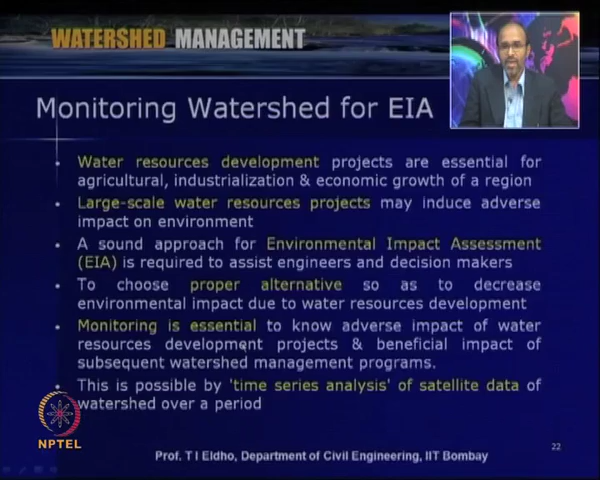 WATERSHED MANAGEMENT
Monitoring Watershed for EIA
• Water resources development projects are essential for
agricultural, industrialization & economic growth of a region
• Large-scale water resources projects may induce adverse
impact on environment
• A sound approach for Environmental Impact Assessment
(EIA) is required to assist engineers and decision makers
• To choose proper alternative so as to decrease
environmental impact due to water resources development
• Monitoring is essential to know adverse impact of water
resources development projects & beneficial impact of
subsequent watershed management programs.
• This is possible by 'time series analysis' of satellite data of
watershed over a period
NPTEL
22
Prof. T I Eldho, Department of Civil Engineering, IIT Bombay